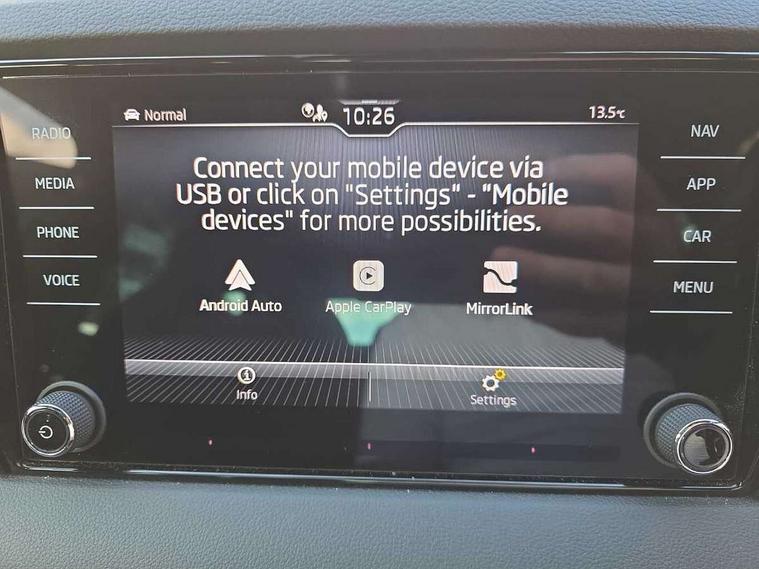 Normal 10:26 13.5°C
RADIO
MEDIA
PHONE
VOICE
Connect your mobile device via
USB or click on "Settings" - "Mobile
devices" for more possibilities.
Android Auto Apple CarPlay MirrorLink
Info Settings
NAV
APP
CAR
MENU